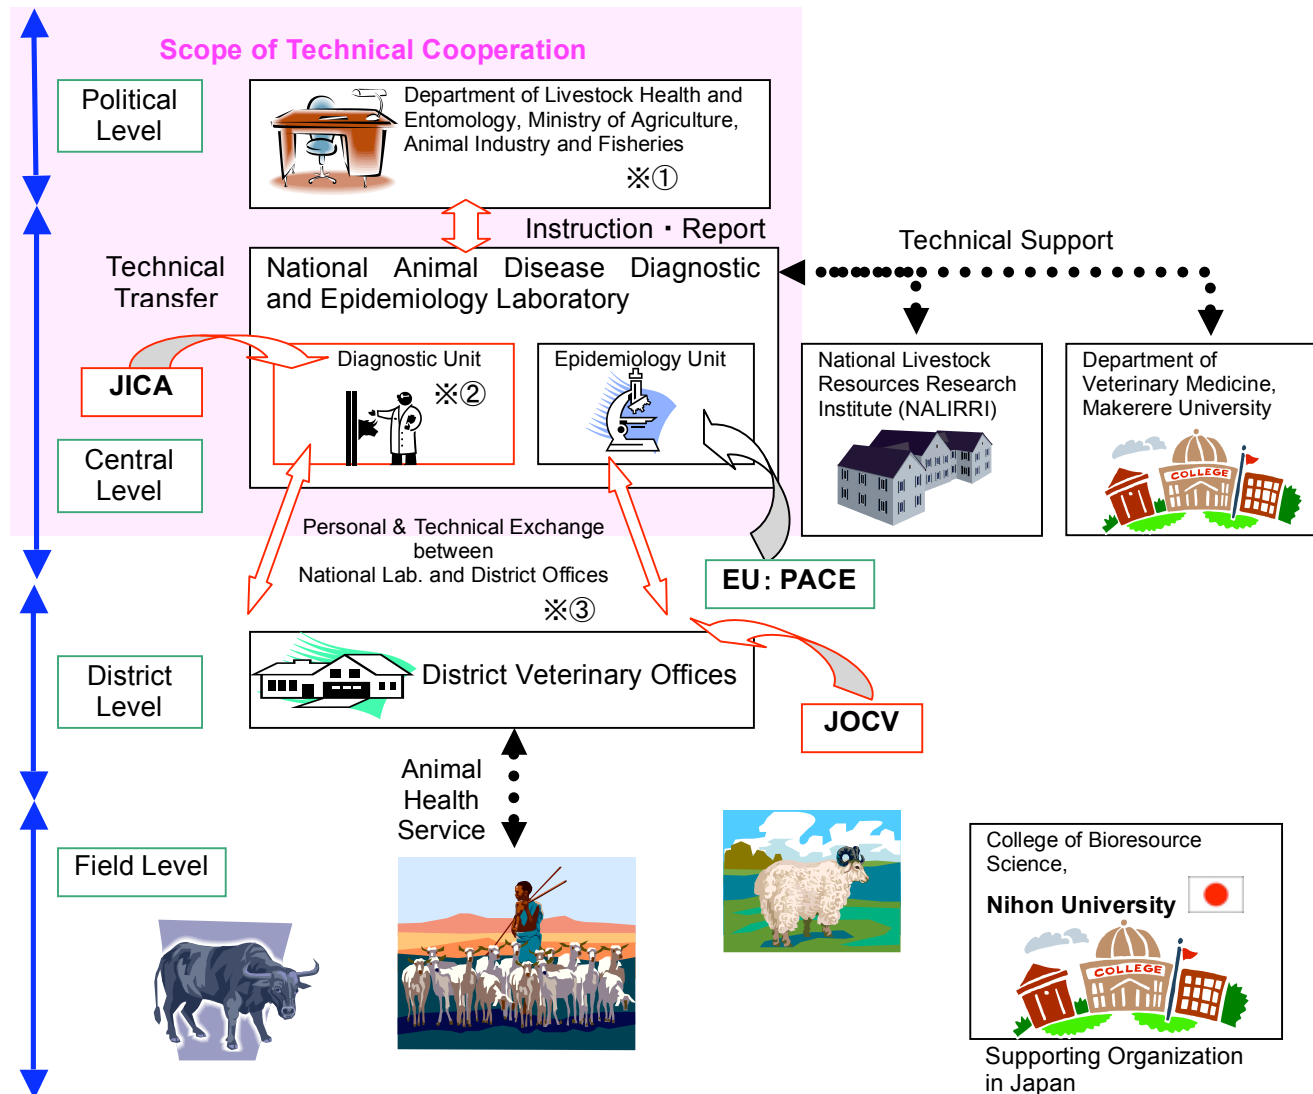 Scope of Technical Cooperation
Political
Level
Department of Livestock Health and
Entomology, Ministry of Agriculture,
Animal Industry and Fisheries
※①
Instruction・Report
Technical Support
Technical
Transfer
National Animal Disease Diagnostic
and Epidemiology Laboratory
JICA
Diagnostic Unit
※②
Epidemiology Unit
National Livestock
Resources Research
Institute (NALIRRI)
Department of
Veterinary Medicine,
Makerere University
COLLEGE
Central
Level
Personal & Technical Exchange
between
National Lab. and District Offices
※③
EU: PACE
District
Level
District Veterinary Offices
JOCV
Animal
Health
Service
Field Level
College of Bioresource
Science,
Nihon University
COLLEGE
Supporting Organization
in Japan